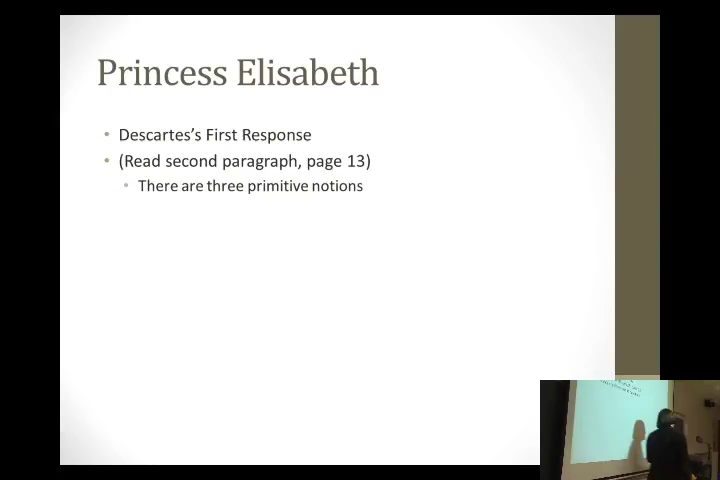 Princess Elisabeth
Descartes’s First Response
(Read second paragraph, page 13)
There are three primitive notions